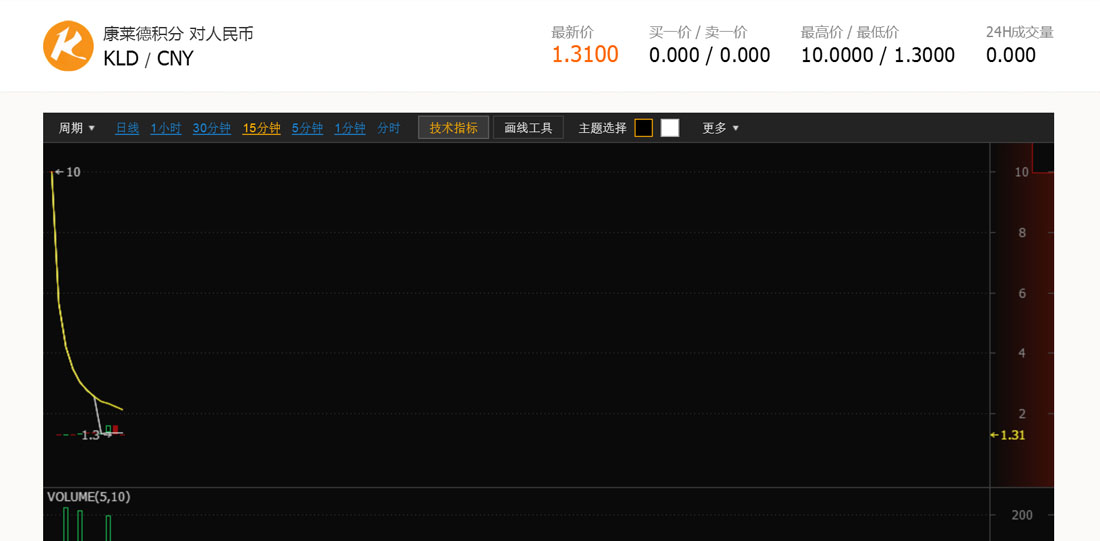 康莱德积分 对人民币
KLD / CNY
最新价
1.3100
买一价 / 卖一价
0.000 / 0.000
最高价 / 最低价
10.0000 / 1.3000
24H成交量
0.000
周期 ▼ 日线 1小时 30分钟 15分钟 5分钟 1分钟 分时 技术指标 画线工具 主题选择 更多 ▼
←10
10
8
6
4
2
1.3→
←1.31
VOLUME(5,10)
200